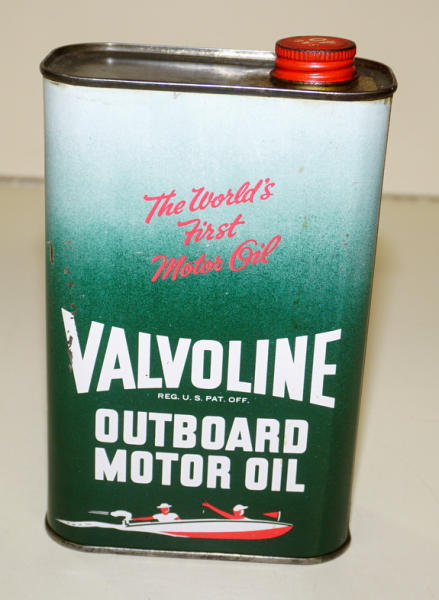 The World's
First
Motor Oil
VALVOLINE
REG. U. S. PAT. OFF.
OUTBOARD
MOTOR OIL